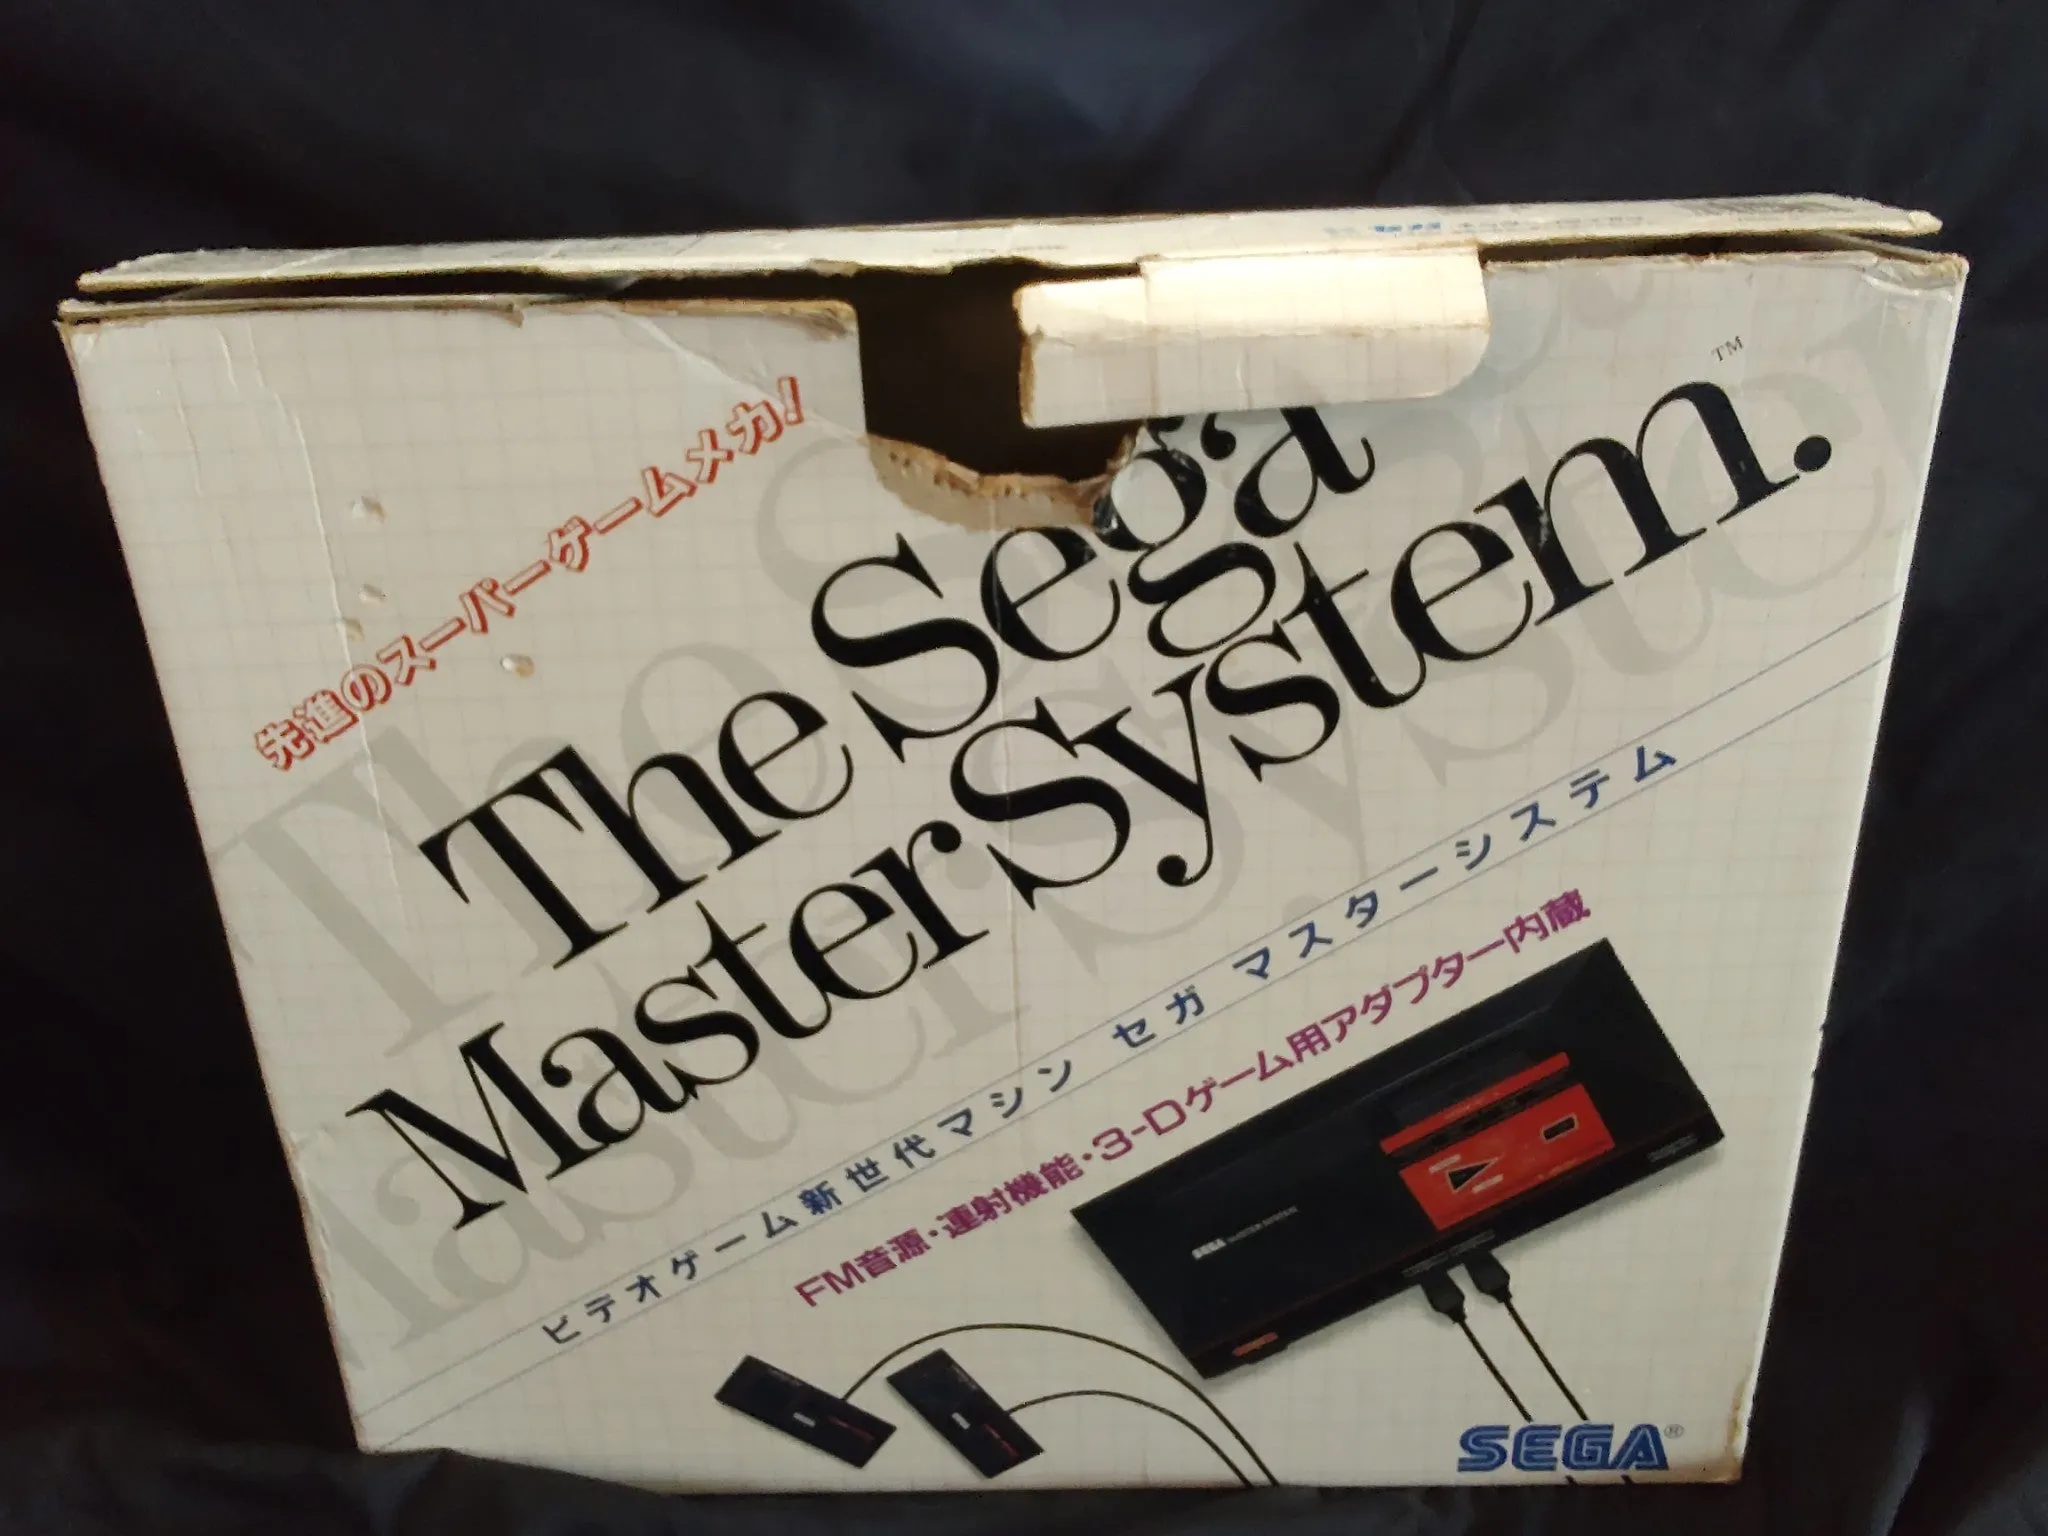 先進のスーパーゲームメカ!
The Sega
Master System.
TM
ビデオゲーム新世代マシン セガ マスターシステム
FM音源・連射機能・3-Dゲーム用アダプター内蔵
SEGA
SEGA®